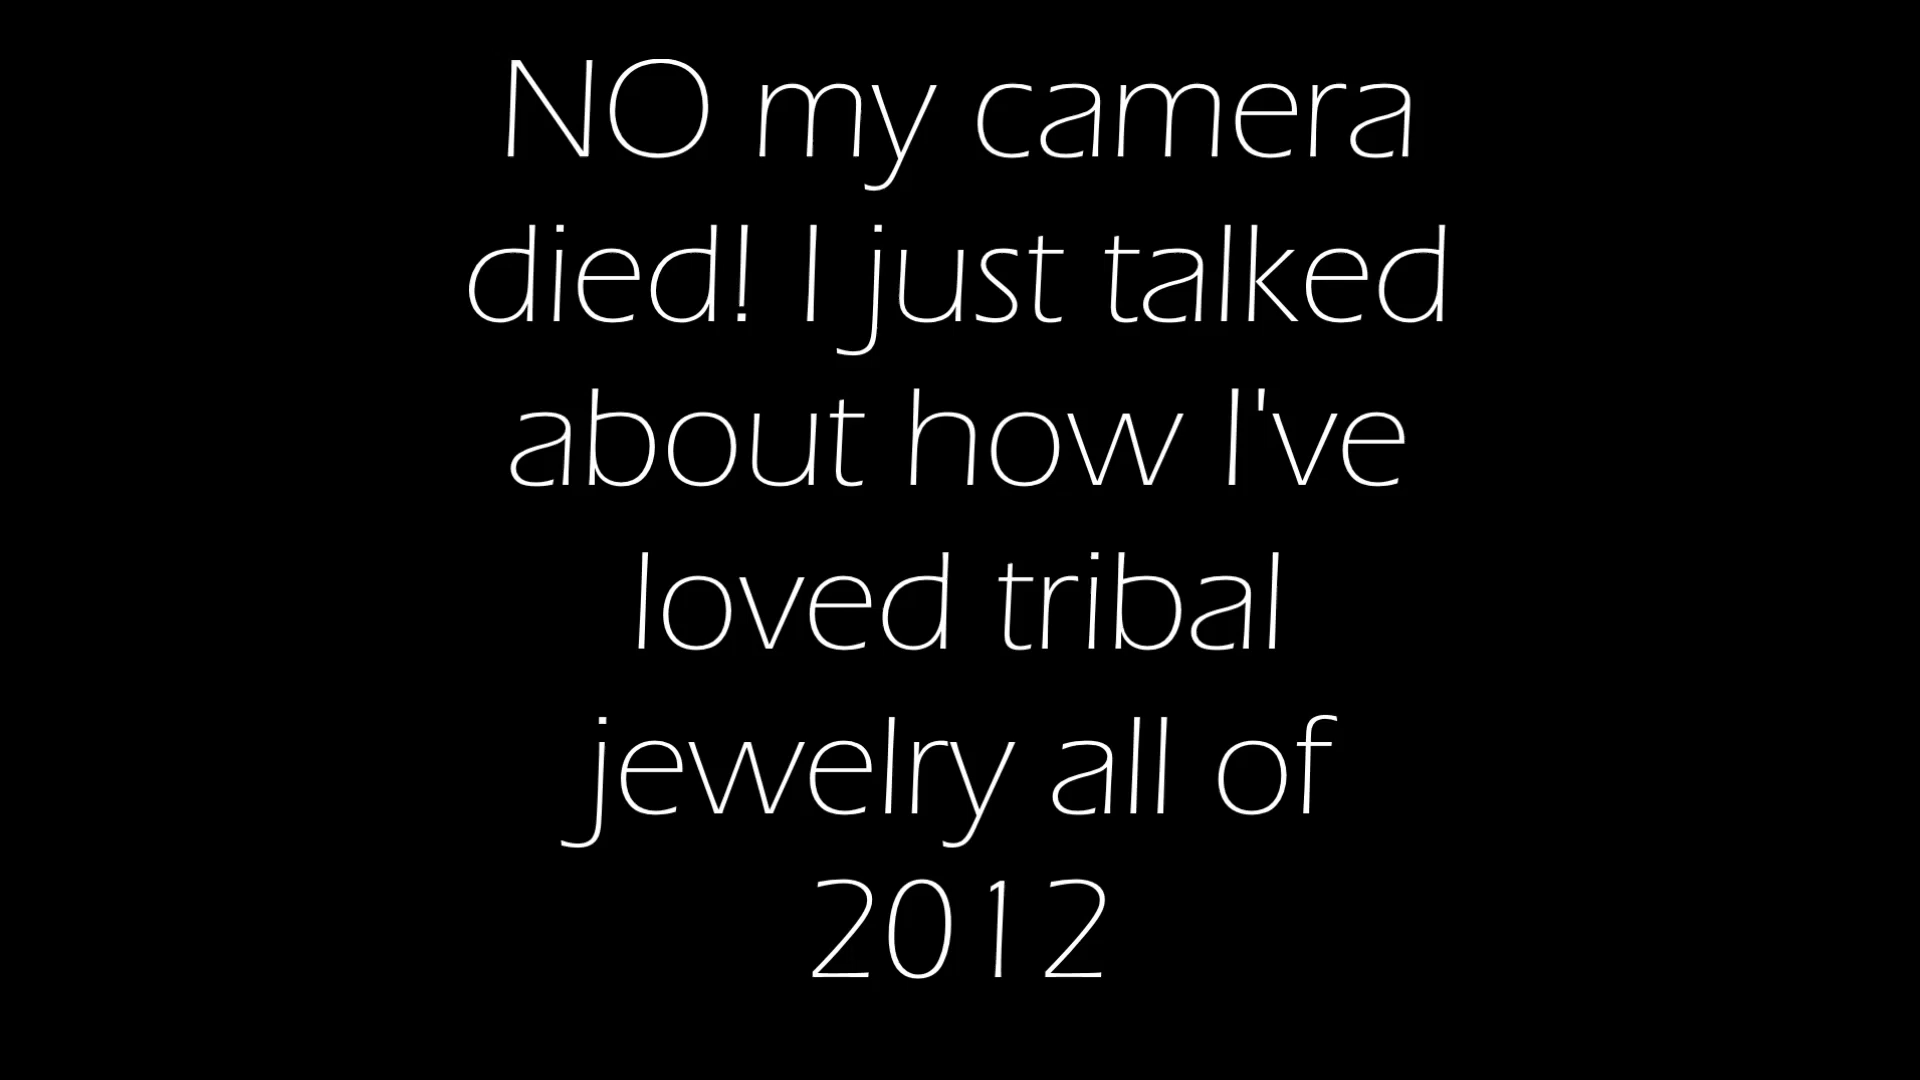 NO my camera
died! I just talked
about how I've
loved tribal
jewelry all of
2012